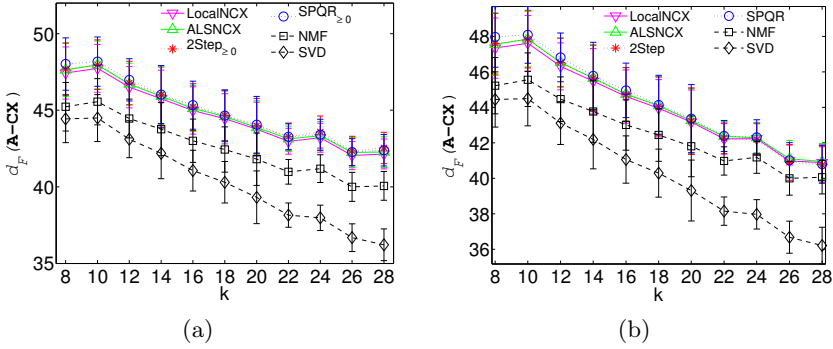 LocalNCX
ALSNCX
2Step≥0
SPQR≥0
NMF
SVD
50
45
40
35
d_F(A-CX)
8 10 12 14 16 18 20 22 24 26 28
k
(a)
LocalNCX
ALSNCX
2Step
SPQR
NMF
SVD
48
46
44
42
40
38
36
d_F(A-CX)
8 10 12 14 16 18 20 22 24 26 28
k
(b)